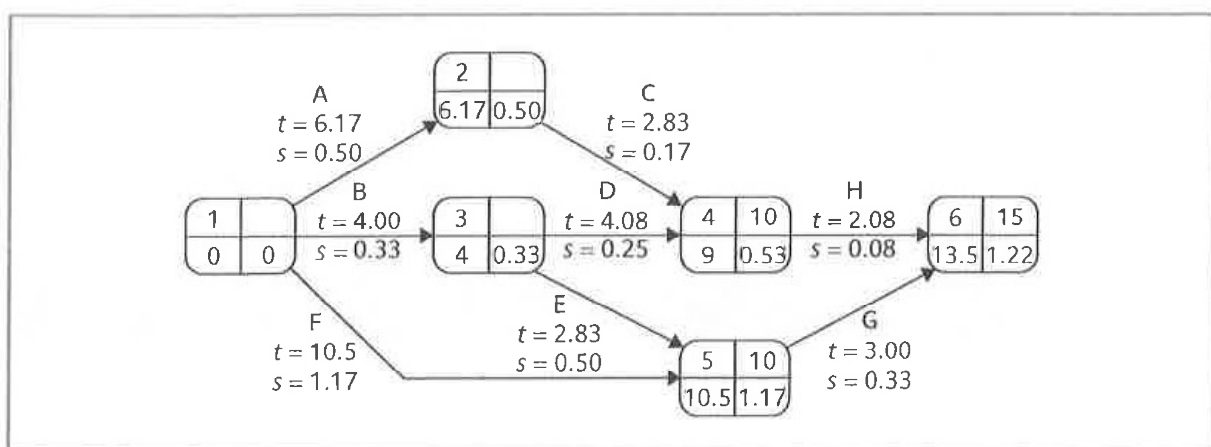 A
t = 6.17
s = 0.50
2
6.17 0.50
C
t = 2.83
s = 0.17
1
0 0
B
t = 4.00
s = 0.33
3
4 0.33
D
t = 4.08
s = 0.25
4 10
9 0.53
H
t = 2.08
s = 0.08
6 15
13.5 1.22
F
t = 10.5
s = 1.17
E
t = 2.83
s = 0.50
5 10
10.5 1.17
G
t = 3.00
s = 0.33